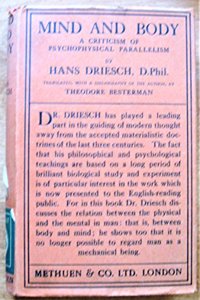 MIND AND BODY
A CRITICISM OF
PSYCHOPHYSICAL PARALLELISM
BY
HANS DRIESCH, D.Phil.
TRANSLATED, WITH A BIBLIOGRAPHY OF THE AUTHOR, BY
THEODORE BESTERMAN
DR. DRIESCH has played a leading
part in the guiding of modern thought
away from the accepted materialistic doc-
trines of the last three centuries. The fact
that his philosophical and psychological
teachings are based on a long period of
brilliant biological study and experiment
is of particular interest in the work which
is now presented to the English-reading
public. For in this book Dr. Driesch dis-
cusses the relation between the physical
and the mental in man: that is, between
body and mind; he shows too that it is
no longer possible to regard man as a
mechanical being.
METHUEN & CO. LTD. LONDON